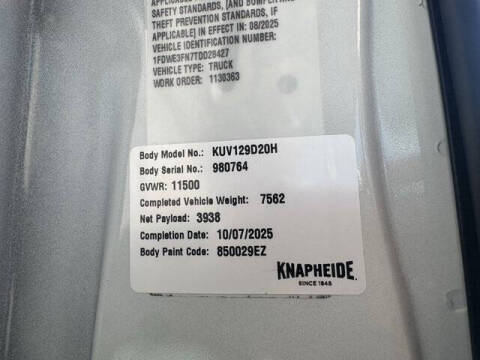 SAFETY STANDARDS, [AND BUMPER AND
THEFT PREVENTION STANDARDS, IF
APPLICABLE] IN EFFECT IN: 08/2025
VEHICLE IDENTIFICATION NUMBER:
1FDWE3FN7TDD28427
VEHICLE TYPE: TRUCK
WORK ORDER: 1130363
Body Model No.: KUV129D20H
Body Serial No.: 980764
GVWR: 11500
Completed Vehicle Weight: 7562
Net Payload: 3938
Completion Date: 10/07/2025
Body Paint Code: 850029EZ
KNAPHEIDE.
SINCE 1848